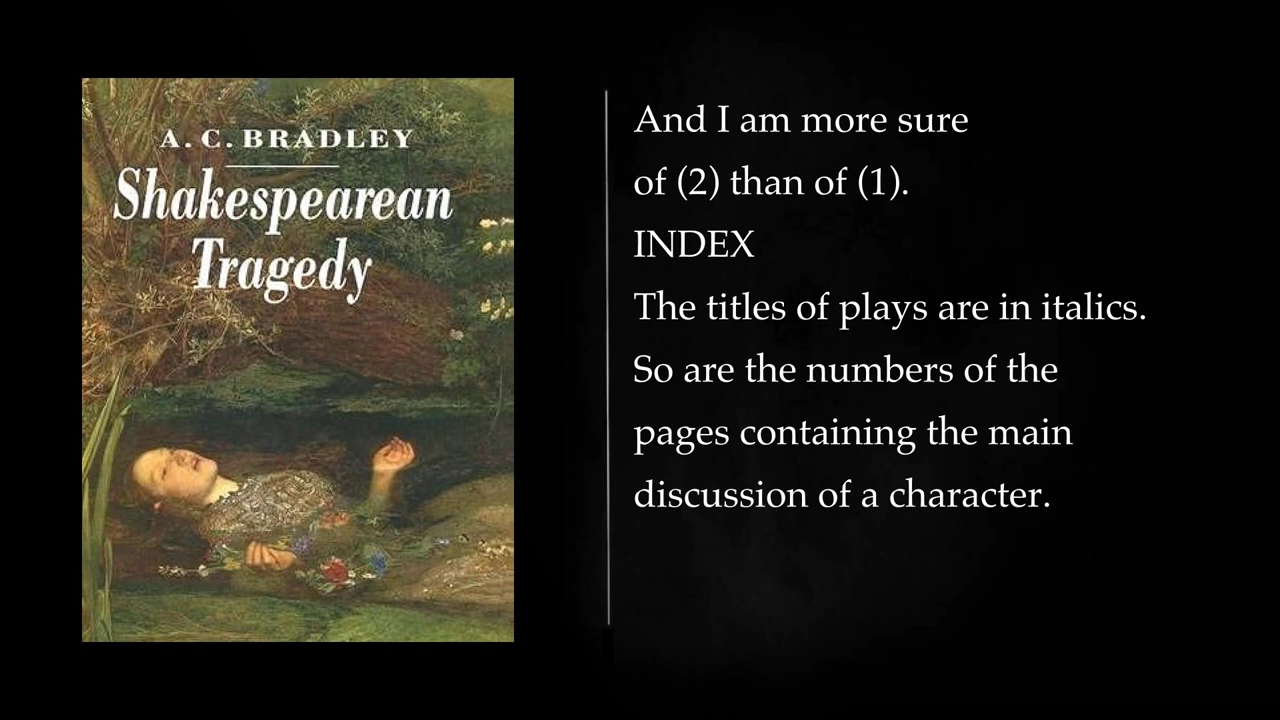 A. C. BRADLEY
Shakespearean
Tragedy
And I am more sure
of (2) than of (1).
INDEX
The titles of plays are in italics.
So are the numbers of the
pages containing the main
discussion of a character.